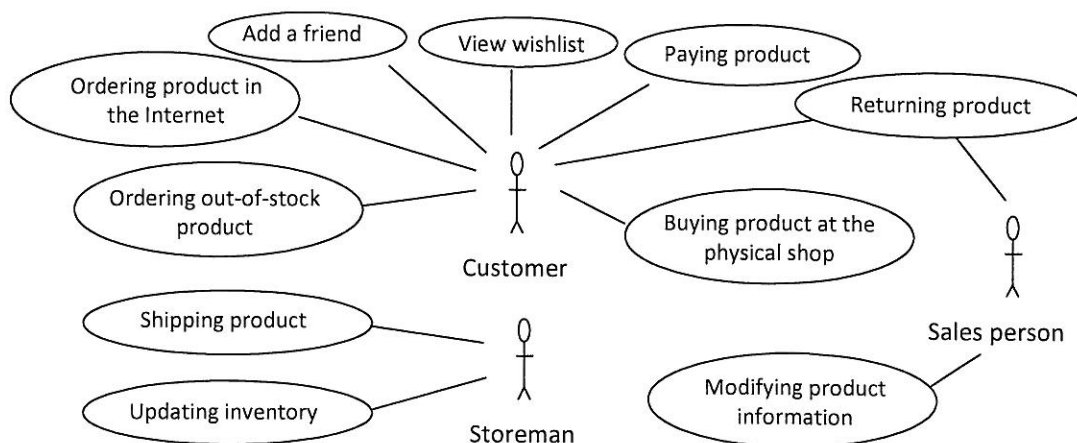 Add a friend
View wishlist
Paying product
Ordering product in
the Internet
Returning product
Ordering out-of-stock
product
Buying product at the
physical shop
Customer
Shipping product
Sales person
Updating inventory
Modifying product
information
Storeman